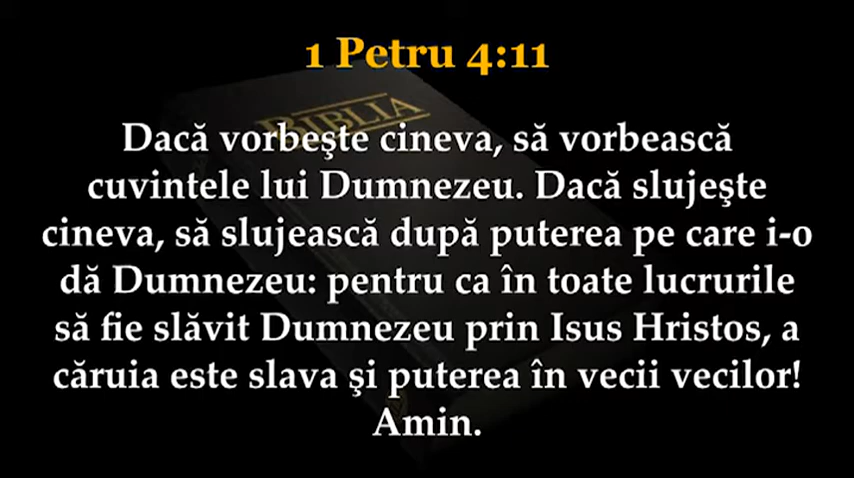 1 Petru 4:11
BIBLIA
Dacă vorbeşte cineva, să vorbească
cuvintele lui Dumnezeu. Dacă slujeşte
cineva, să slujească după puterea pe care i-o
dă Dumnezeu: pentru ca în toate lucrurile
să fie slăvit Dumnezeu prin Isus Hristos, a
căruia este slava şi puterea în vecii vecilor!
Amin.